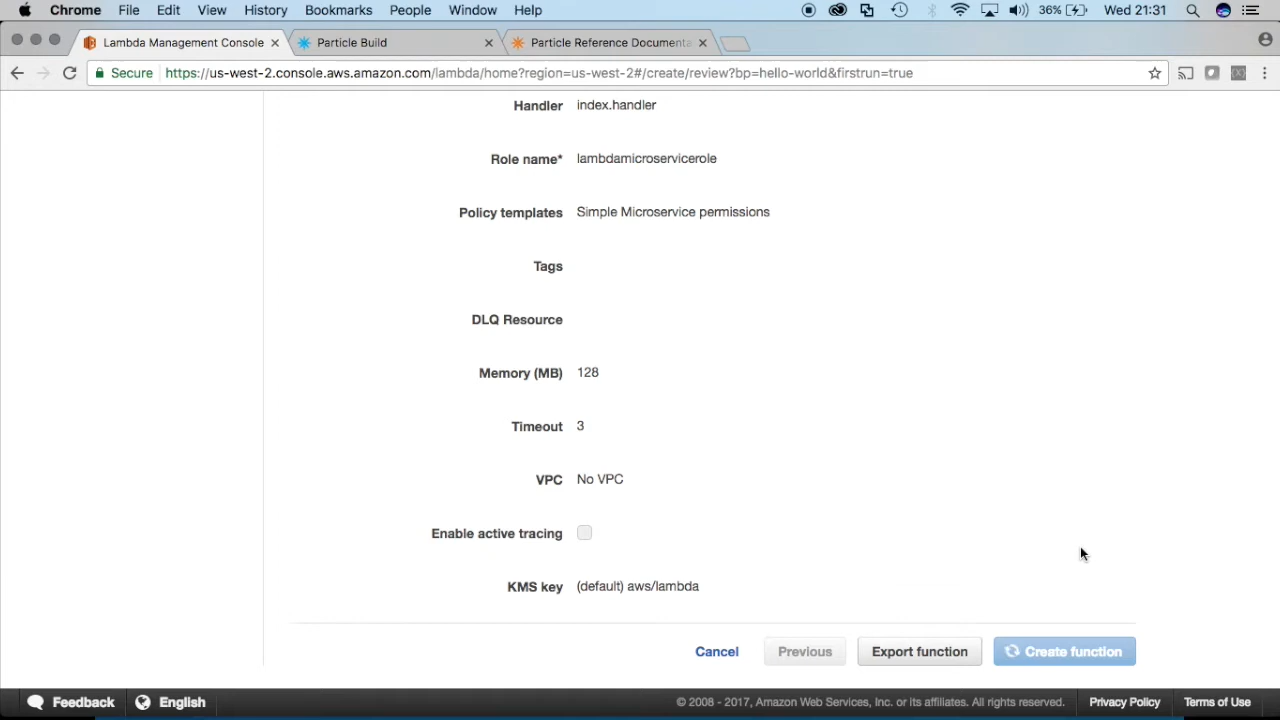 Chrome File Edit View History Bookmarks People Window Help 36% Wed 21:31
Lambda Management Console Particle Build Particle Reference Documenta
Secure https://us-west-2.console.aws.amazon.com/lambda/home?region=us-west-2#/create/review?bp=hello-world&firstrun=true
Handler index.handler
Role name* lambdamicroservicerole
Policy templates Simple Microservice permissions
Tags
DLQ Resource
Memory (MB) 128
Timeout 3
VPC No VPC
Enable active tracing
KMS key (default) aws/lambda
Cancel Previous Export function Create function
Feedback English © 2008 - 2017, Amazon Web Services, Inc. or its affiliates. All rights reserved. Privacy Policy Terms of Use